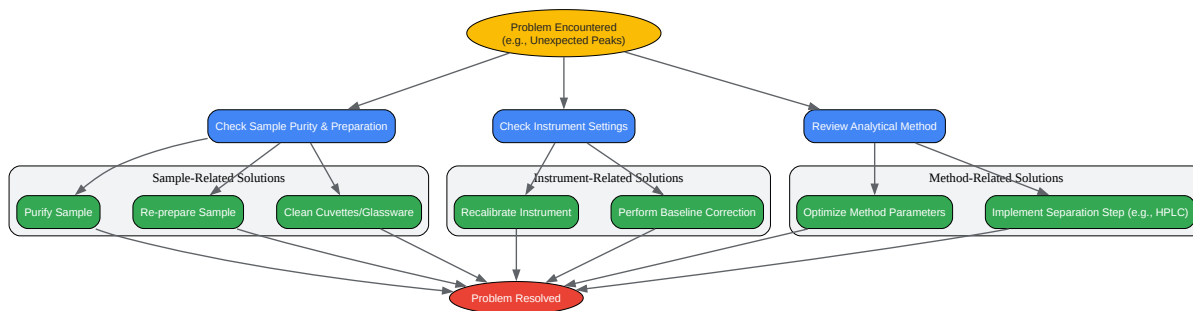 Problem Encountered
(e.g., Unexpected Peaks)
Check Sample Purity & Preparation
Check Instrument Settings
Review Analytical Method
Sample-Related Solutions
Instrument-Related Solutions
Method-Related Solutions
Purify Sample
Re-prepare Sample
Clean Cuvettes/Glassware
Recalibrate Instrument
Perform Baseline Correction
Optimize Method Parameters
Implement Separation Step (e.g., HPLC)
Problem Resolved